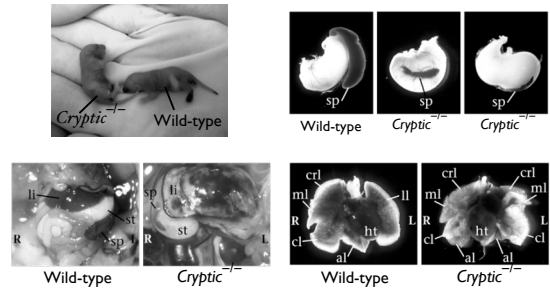 Cryptic−/−
Wild-type
sp
sp
sp
Wild-type
Cryptic−/−
Cryptic−/−
li
st
sp
R
L
sp
li
st
R
L
Wild-type
Cryptic−/−
crl
ml
ll
R
L
cl
ht
al
crl
ml
crl
ml
R
L
cl
ht
cl
al
al
Wild-type
Cryptic−/−